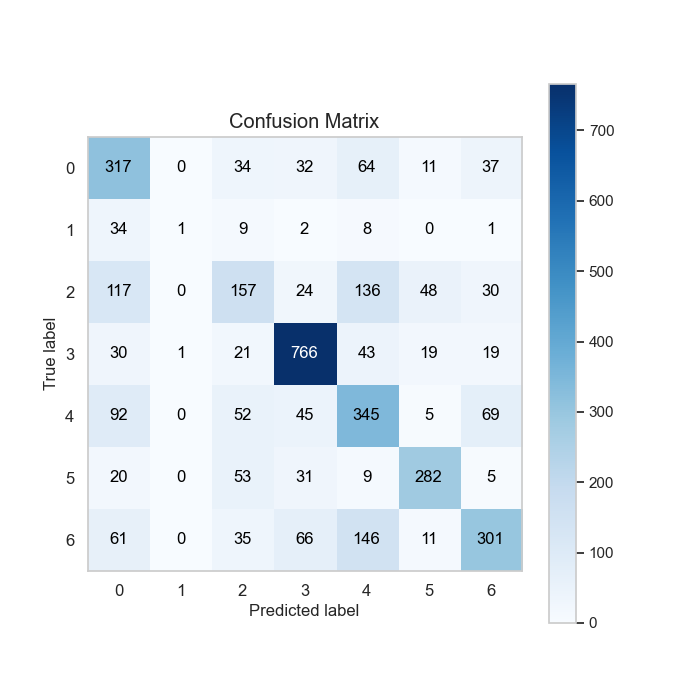 Confusion Matrix
0 317 0 34 32 64 11 37
1 34 1 9 2 8 0 1
2 117 0 157 24 136 48 30
3 30 1 21 766 43 19 19
4 92 0 52 45 345 5 69
5 20 0 53 31 9 282 5
6 61 0 35 66 146 11 301
0 1 2 3 4 5 6
Predicted label
True label
700
600
500
400
300
200
100
0